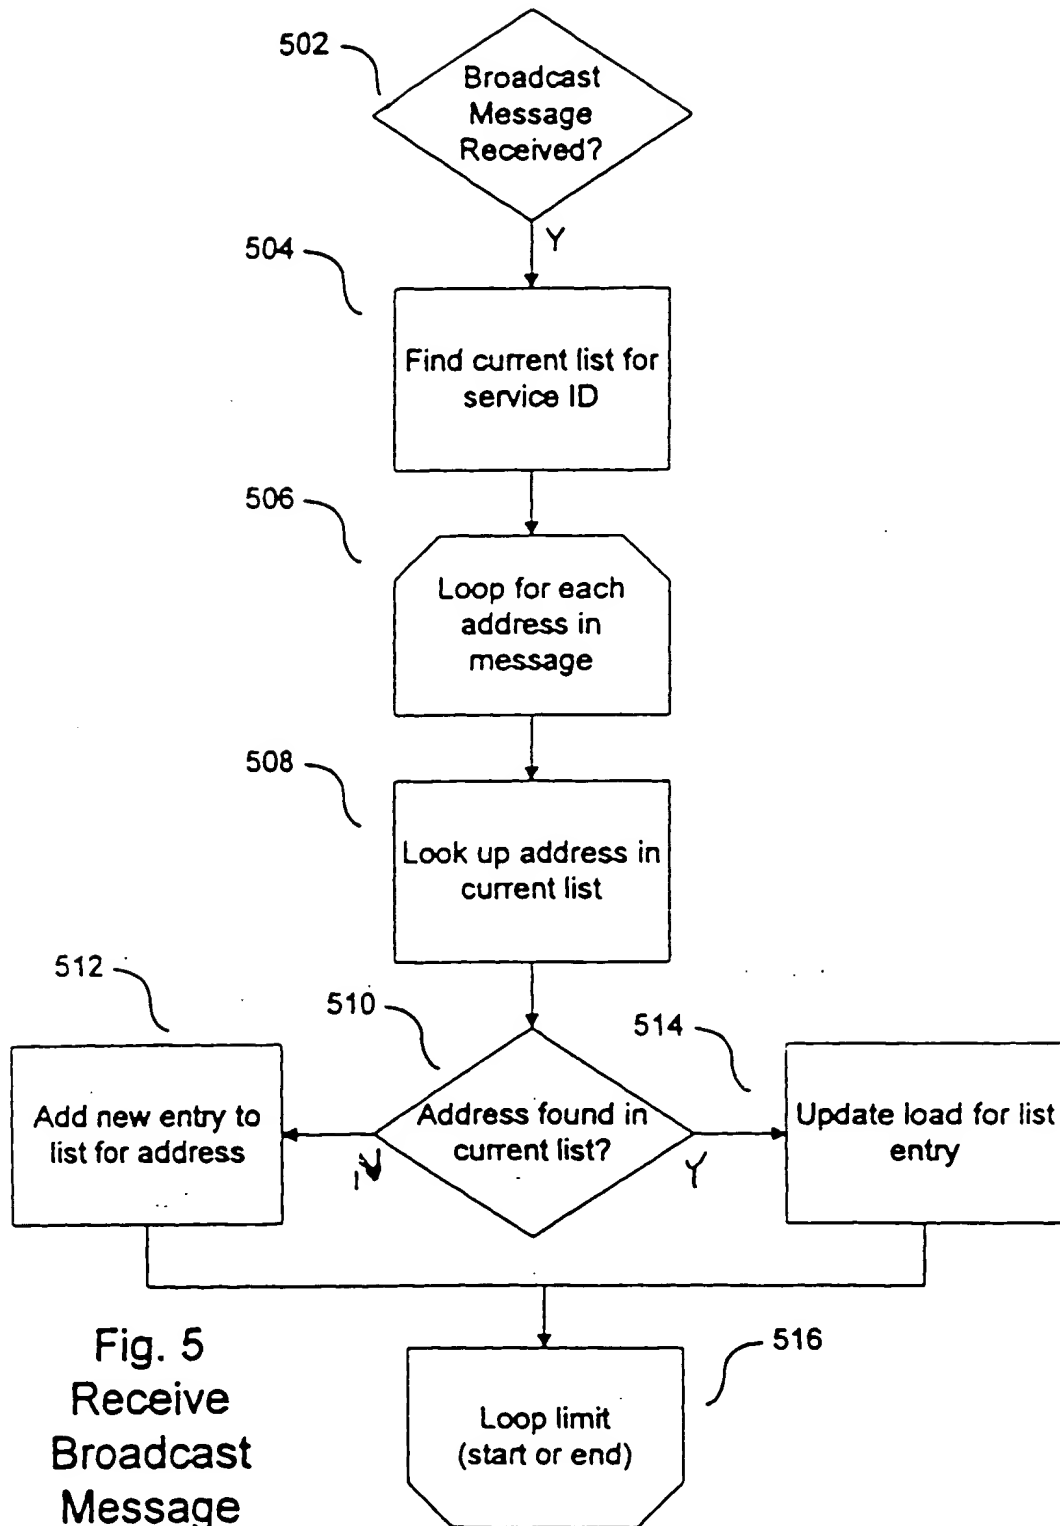 502
Broadcast
Message
Received?
Y
504
Find current list for
service ID
506
Loop for each
address in
message
508
Look up address in
current list
512
510
514
Add new entry to
list for address
Address found in
current list?
Update load for list
entry
N
Y
516
Loop limit
(start or end)
Fig. 5
Receive
Broadcast
Message